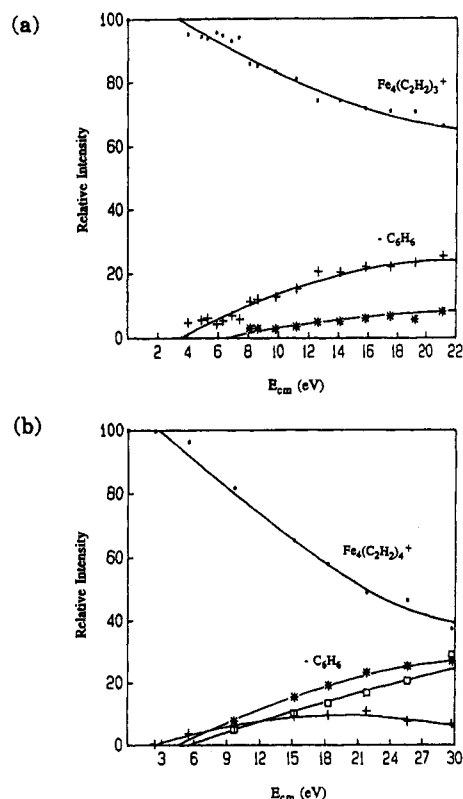 (a)
100
80
60
40
20
0
Relative Intensity
Fe₄(C₂H₂)₃⁺
- C₆H₆
2 4 6 8 10 12 14 16 18 20 22
E_cm (eV)
(b)
100
80
60
40
20
0
Relative Intensity
Fe₄(C₂H₂)₄⁺
- C₆H₆
3 6 9 12 15 18 21 24 27 30
E_cm (eV)